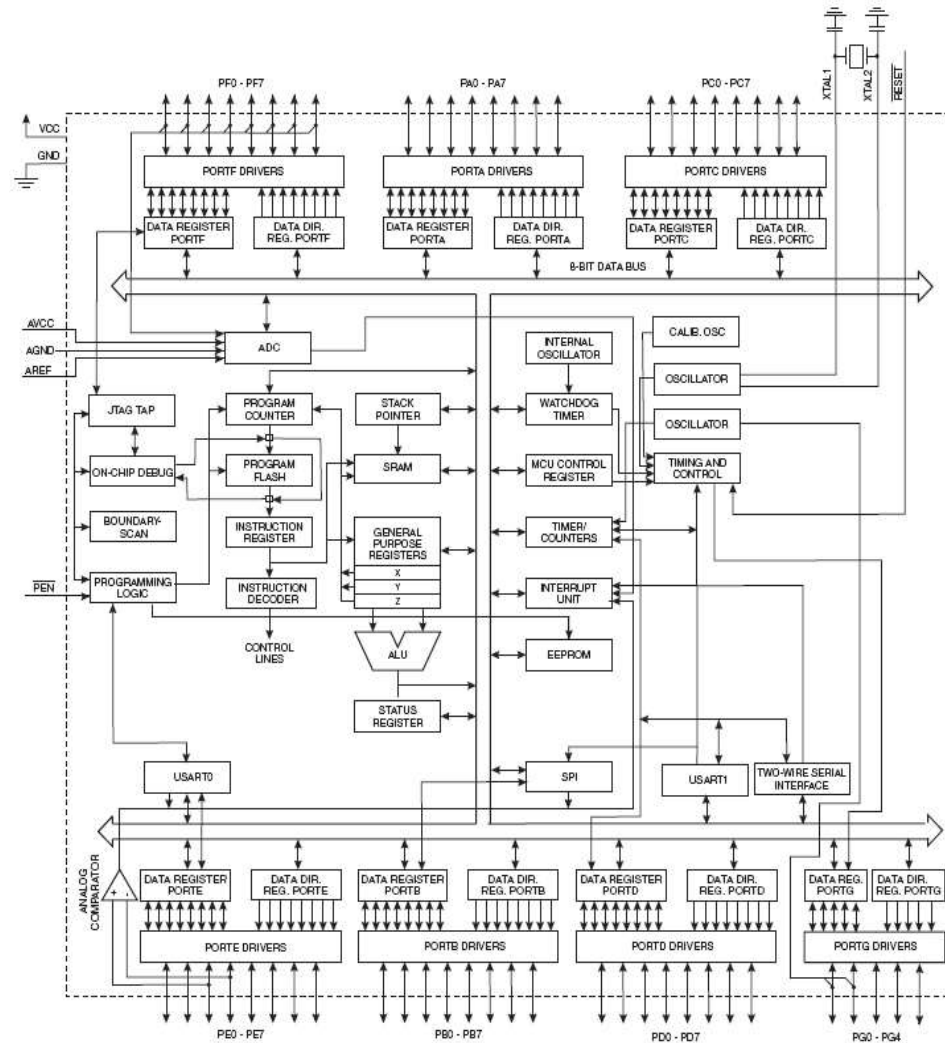 XTAL1
XTAL2
RESET
PF0 - PF7
PA0 - PA7
PC0 - PC7
VCC
GND
PORTF DRIVERS
PORTA DRIVERS
PORTC DRIVERS
DATA REGISTER
PORTF
DATA DIR.
REG. PORTF
DATA REGISTER
PORTA
DATA DIR.
REG. PORTA
DATA REGISTER
PORTC
DATA DIR.
REG. PORTC
8-BIT DATA BUS
AVCC
AGND
AREF
ADC
INTERNAL
OSCILLATOR
CALIB. OSC
OSCILLATOR
JTAG TAP
PROGRAM
COUNTER
STACK
POINTER
WATCHDOG
TIMER
OSCILLATOR
ON-CHIP DEBUG
PROGRAM
FLASH
SRAM
MCU CONTROL
REGISTER
TIMING AND
CONTROL
BOUNDARY-
SCAN
INSTRUCTION
REGISTER
GENERAL
PURPOSE
REGISTERS
X
Y
Z
TIMER/
COUNTERS
PEN
PROGRAMMING
LOGIC
INSTRUCTION
DECODER
INTERRUPT
UNIT
CONTROL
LINES
ALU
EEPROM
STATUS
REGISTER
USART0
SPI
USART1
TWO-WIRE SERIAL
INTERFACE
ANALOG
COMPARATOR
+
-
DATA REGISTER
PORTE
DATA DIR.
REG. PORTE
DATA REGISTER
PORTB
DATA DIR.
REG. PORTB
DATA REGISTER
PORTD
DATA DIR.
REG. PORTD
DATA REG.
PORTG
DATA DIR.
REG. PORTG
PORTE DRIVERS
PORTB DRIVERS
PORTD DRIVERS
PORTG DRIVERS
PE0 - PE7
PB0 - PB7
PD0 - PD7
PG0 - PG4